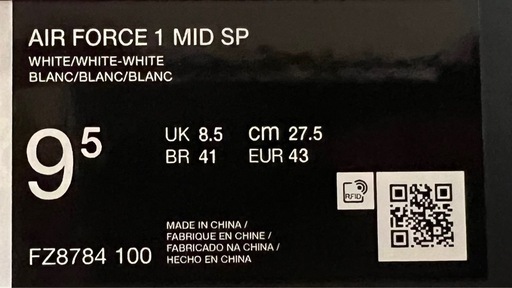 AIR FORCE 1 MID SP
WHITE/WHITE-WHITE
BLANC/BLANC/BLANC
9⁵
UK 8.5 cm 27.5
BR 41 EUR 43
RFID
MADE IN CHINA /
FABRIQUE EN CHINE /
FABRICADO NA CHINA /
HECHO EN CHINA
FZ8784 100